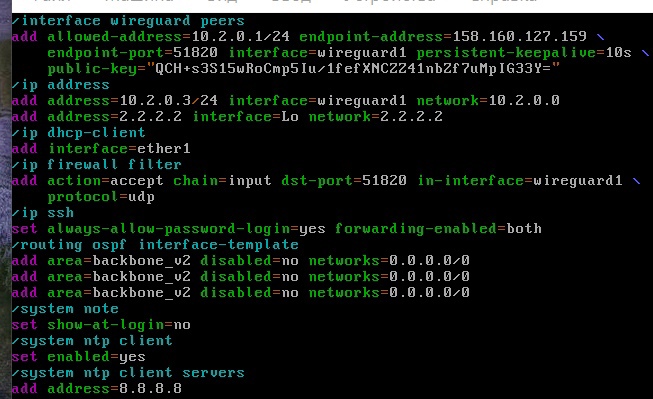 /interface wireguard peers
add allowed-address=10.2.0.1/24 endpoint-address=158.160.127.159 \
endpoint-port=51820 interface=wireguard1 persistent-keepalive=10s \
public-key="QCH+s3S15wRoCmp5Iu/1fefXNCZZ41nbZf7uMpIG33Y="
/ip address
add address=10.2.0.3/24 interface=wireguard1 network=10.2.0.0
add address=2.2.2.2 interface=Lo network=2.2.2.2
/ip dhcp-client
add interface=ether1
/ip firewall filter
add action=accept chain=input dst-port=51820 in-interface=wireguard1 \
protocol=udp
/ip ssh
set always-allow-password-login=yes forwarding-enabled=both
/routing ospf interface-template
add area=backbone_v2 disabled=no networks=0.0.0.0/0
add area=backbone_v2 disabled=no networks=0.0.0.0/0
add area=backbone_v2 disabled=no networks=0.0.0.0/0
/system note
set show-at-login=no
/system ntp client
set enabled=yes
/system ntp client servers
add address=8.8.8.8